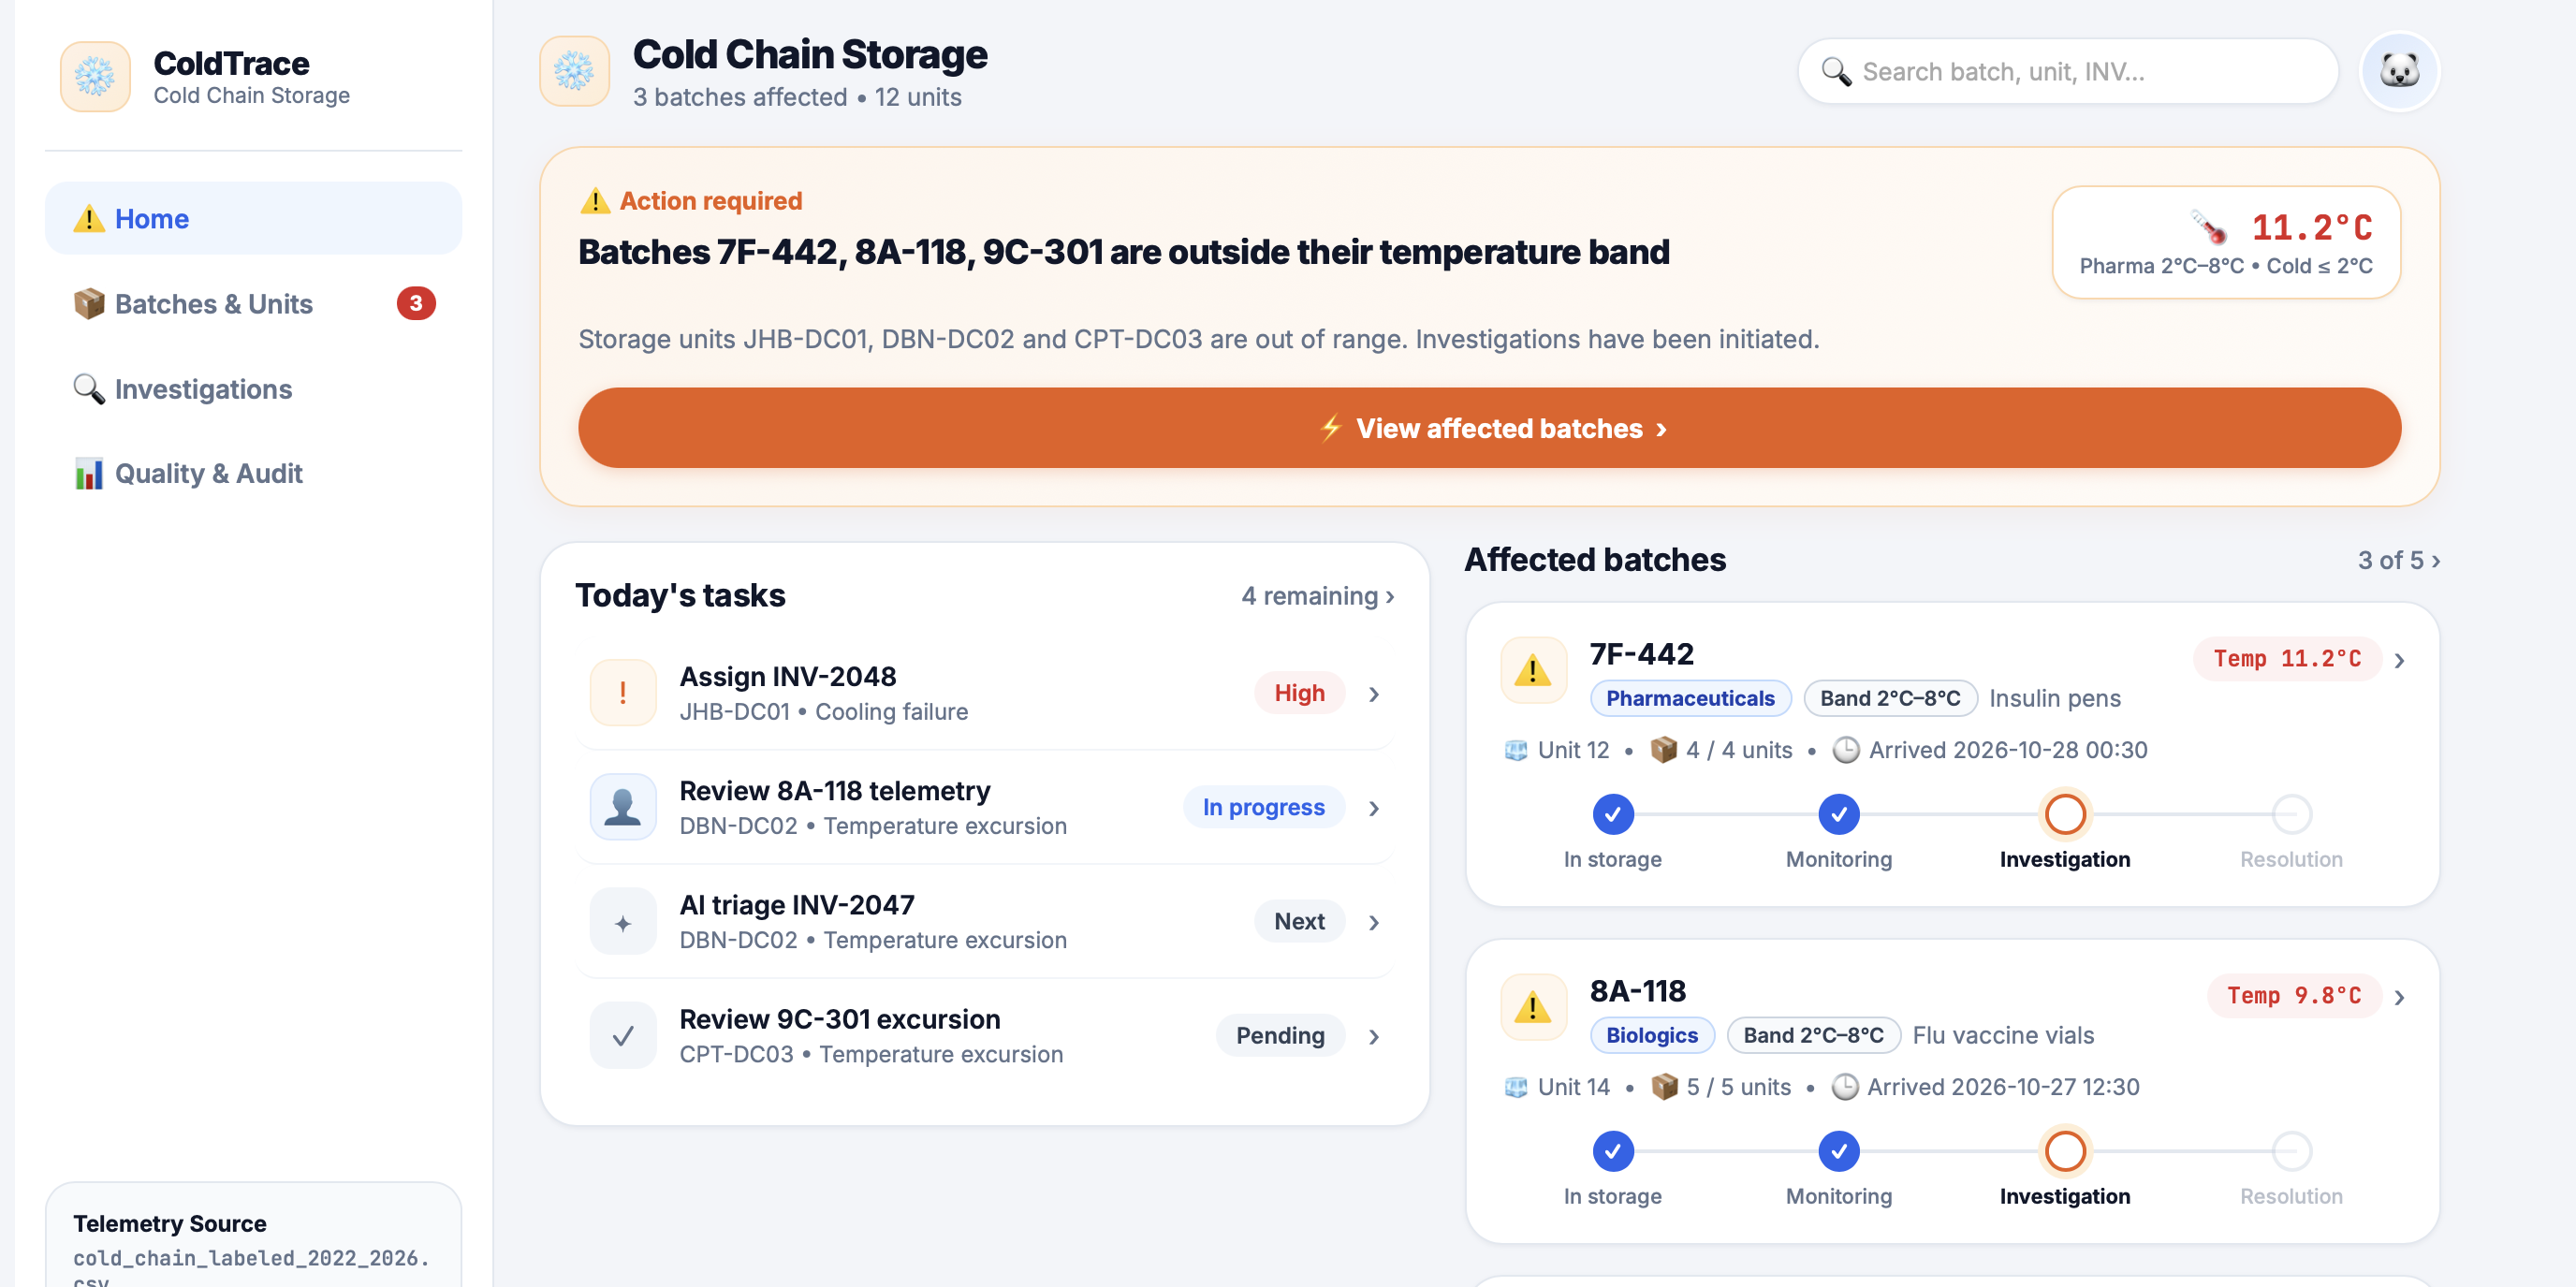 ColdTrace
Cold Chain Storage
Home
Batches & Units
3
Investigations
Quality & Audit
Telemetry Source
cold_chain_labeled_2022_2026.
csv
Cold Chain Storage
3 batches affected • 12 units
Search batch, unit, INV...
Action required
Batches 7F-442, 8A-118, 9C-301 are outside their temperature band
11.2°C
Pharma 2°C–8°C • Cold ≤ 2°C
Storage units JHB-DC01, DBN-DC02 and CPT-DC03 are out of range. Investigations have been initiated.
View affected batches ›
Today's tasks
4 remaining ›
Assign INV-2048
JHB-DC01 • Cooling failure
High ›
Review 8A-118 telemetry
DBN-DC02 • Temperature excursion
In progress ›
AI triage INV-2047
DBN-DC02 • Temperature excursion
Next ›
Review 9C-301 excursion
CPT-DC03 • Temperature excursion
Pending ›
Affected batches
3 of 5 ›
7F-442
Temp 11.2°C ›
Pharmaceuticals Band 2°C–8°C Insulin pens
Unit 12 • 4 / 4 units • Arrived 2026-10-28 00:30
In storage Monitoring Investigation Resolution
8A-118
Temp 9.8°C ›
Biologics Band 2°C–8°C Flu vaccine vials
Unit 14 • 5 / 5 units • Arrived 2026-10-27 12:30
In storage Monitoring Investigation Resolution